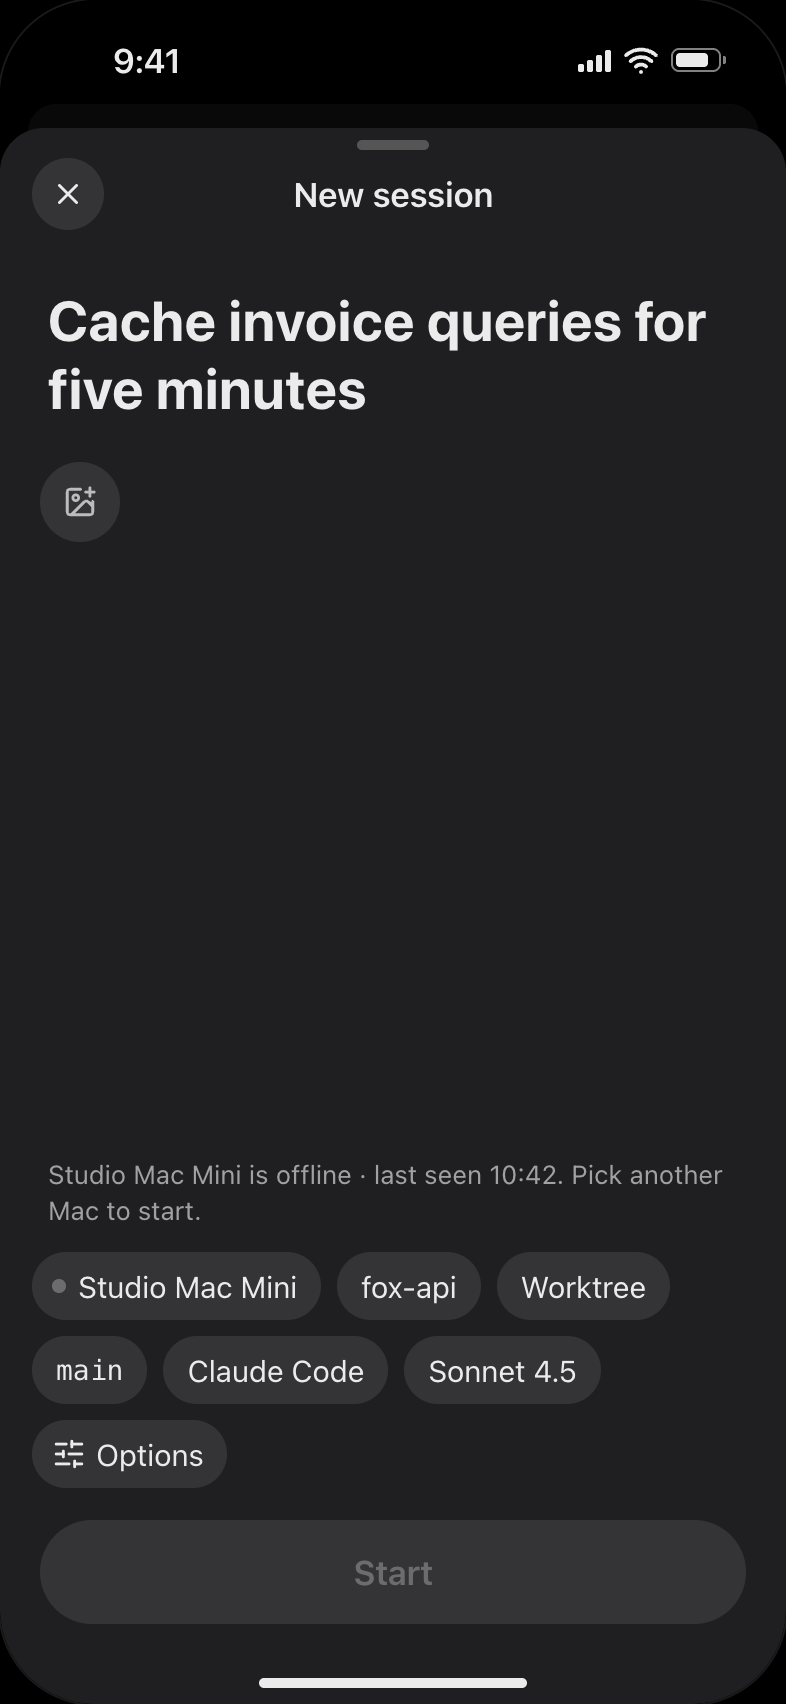 9:41
New session
Cache invoice queries for
five minutes
Studio Mac Mini is offline · last seen 10:42. Pick another
Mac to start.
Studio Mac Mini
fox-api
Worktree
main
Claude Code
Sonnet 4.5
Options
Start